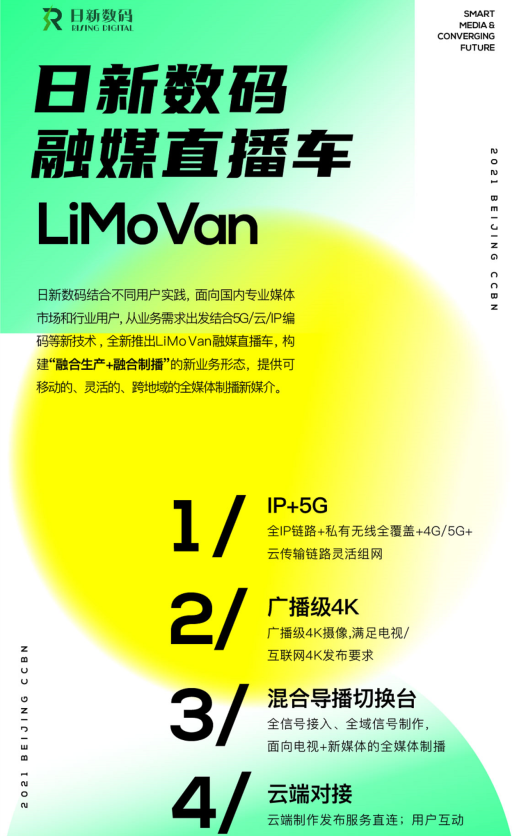 日新数码
RISING DIGITAL
SMART
MEDIA &
CONVERGING
FUTURE
日新数码
融媒直播车
LiMoVan
2021 BEIJING CCBN
日新数码结合不同用户实践，面向国内专业媒体
市场和行业用户, 从业务需求出发结合5G/云/IP编
码等新技术，全新推出LiMoVan融媒直播车，构
建“融合生产+融合制播”的新业务形态，提供可
移动的、灵活的、跨地域的全媒体制播新媒介。
1/
IP+5G
全IP链路+私有无线全覆盖+4G/5G+
云传输链路灵活组网
2/
广播级4K
广播级4K摄像,满足电视/
互联网4K发布要求
3/
混合导播切换台
全信号接入、全域信号制作，
面向电视+新媒体的全媒体制播
4/
云端对接
云端制作发布服务直连；用户互动
2021 BEIJING CCBN